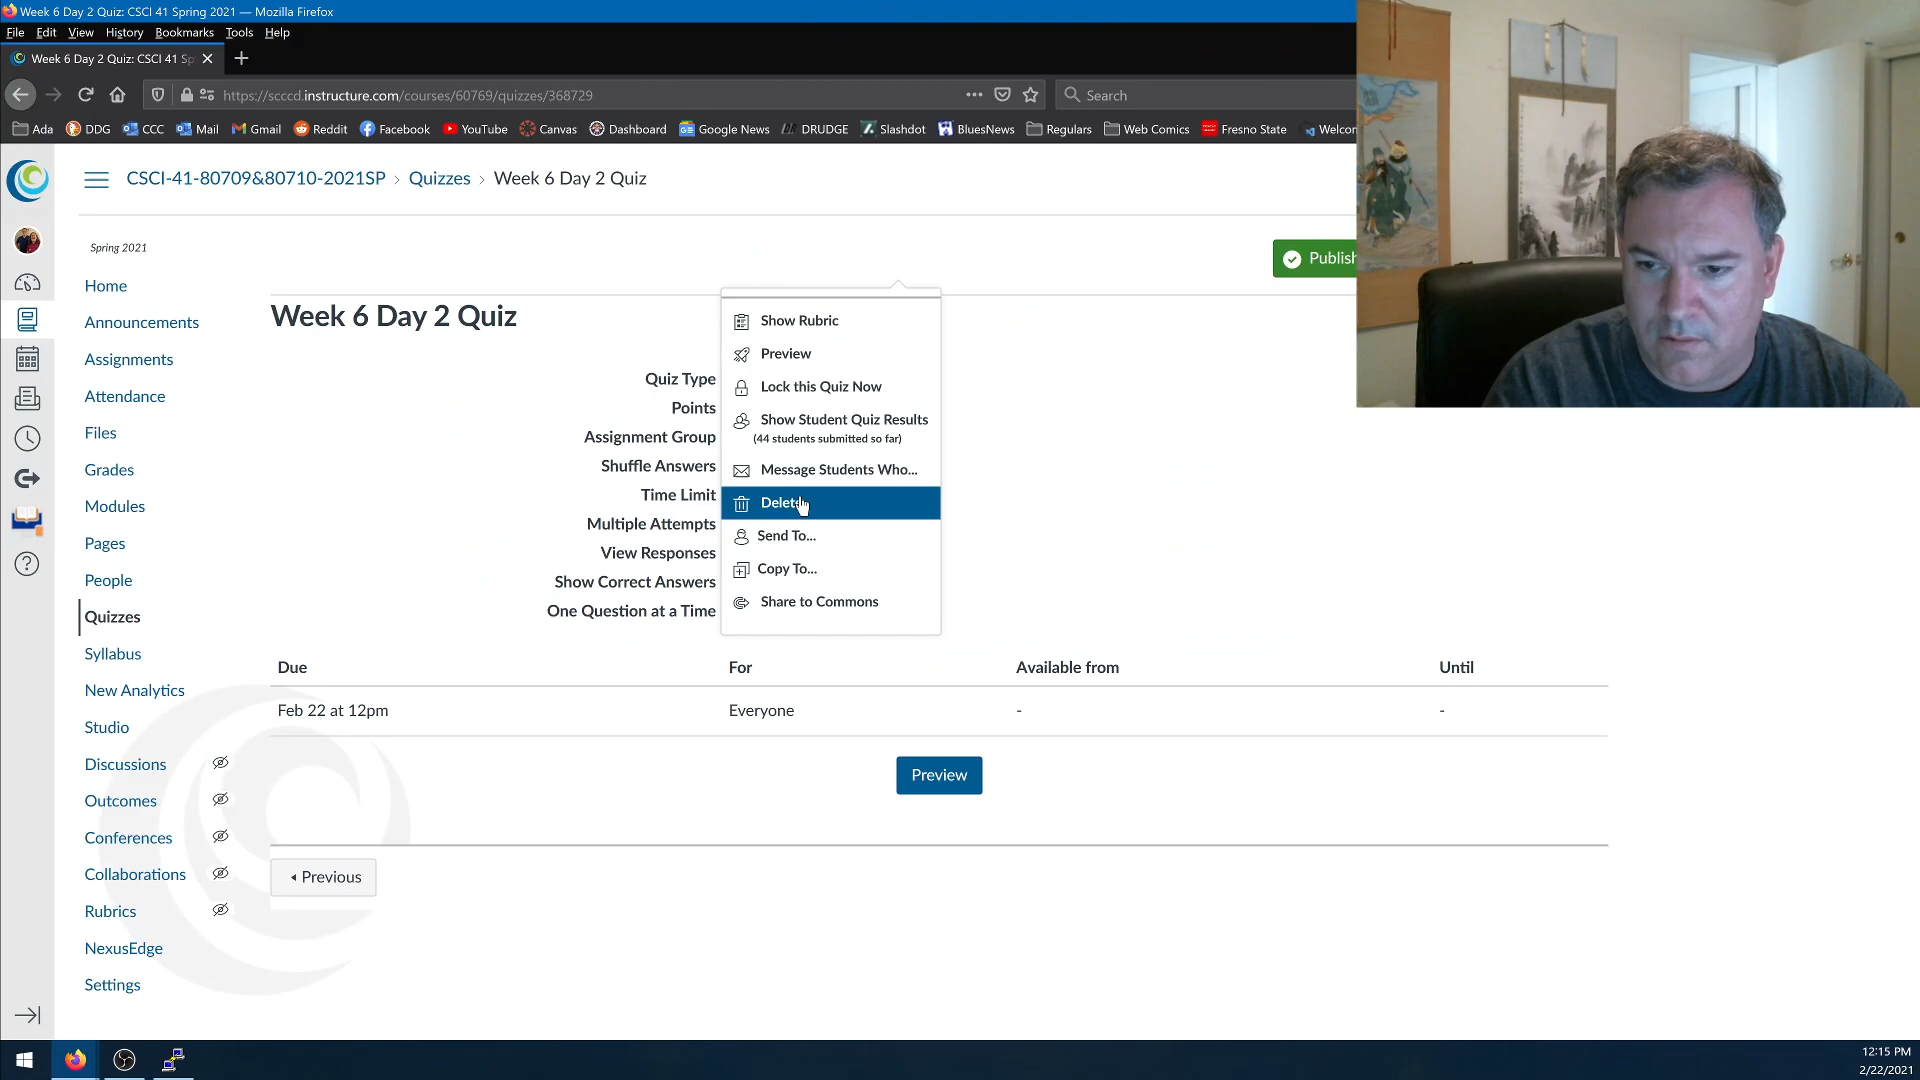 Week 6 Day 2 Quiz: CSCI 41 Spring 2021 — Mozilla Firefox
File Edit View History Bookmarks Tools Help
Week 6 Day 2 Quiz: CSCI 41 Sp
https://scccd.instructure.com/courses/60769/quizzes/368729
Search
Ada DDG CCC Mail Gmail Reddit Facebook YouTube Canvas Dashboard Google News DRUDGE Slashdot BluesNews Regulars Web Comics Fresno State Welcon
CSCI-41-80709&80710-2021SP › Quizzes › Week 6 Day 2 Quiz
Spring 2021
Home
Announcements
Assignments
Attendance
Files
Grades
Modules
Pages
People
Quizzes
Syllabus
New Analytics
Studio
Discussions
Outcomes
Conferences
Collaborations
Rubrics
NexusEdge
Settings
Publish
Week 6 Day 2 Quiz
Quiz Type
Points
Assignment Group
Shuffle Answers
Time Limit
Multiple Attempts
View Responses
Show Correct Answers
One Question at a Time
Show Rubric
Preview
Lock this Quiz Now
Show Student Quiz Results
(44 students submitted so far)
Message Students Who...
Delete
Send To...
Copy To...
Share to Commons
Due For Available from Until
Feb 22 at 12pm Everyone - -
Preview
Previous
12:15 PM
2/22/2021